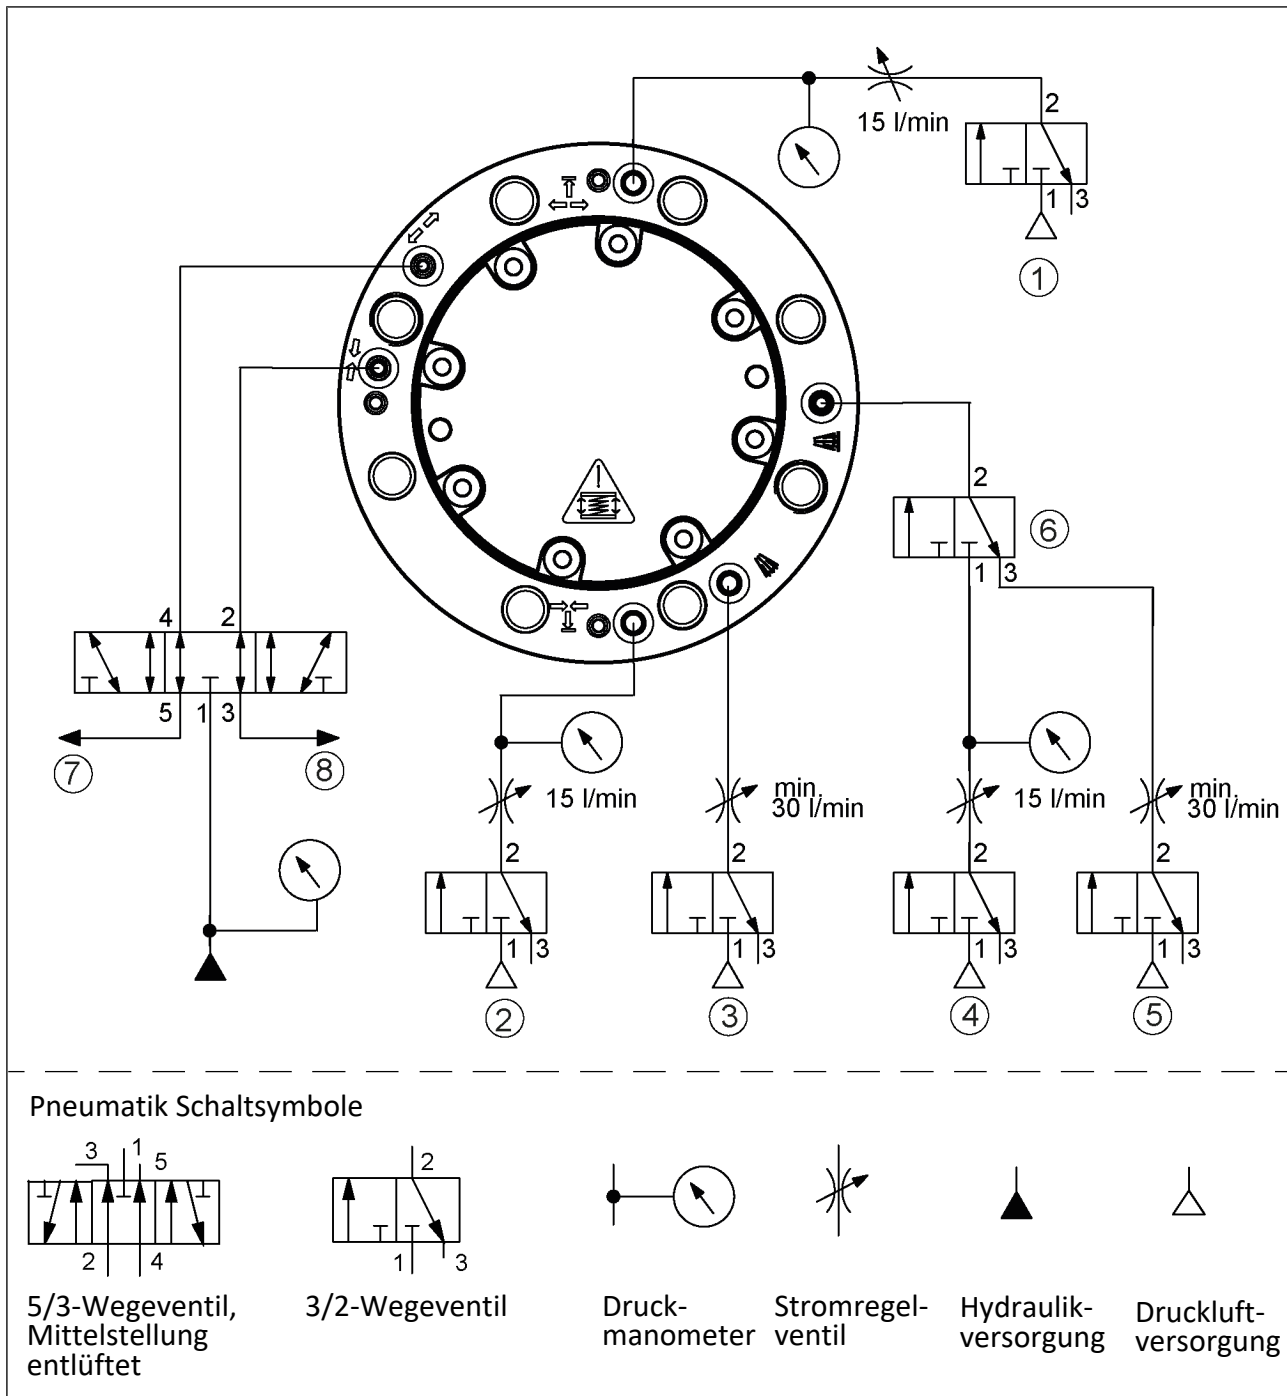 2
15 l/min
1
3
1
2
6
1
3
4
2
5
1
3
7
8
15 l/min
min.
30 l/min
15 l/min
min.
30 l/min
2
2
2
2
1
3
1
3
1
3
1
3
2
3
4
5
Pneumatik Schaltsymbole
3
1
5
2
4
2
1
3
5/3-Wegeventil,
Mittelstellung
entlüftet
3/2-Wegeventil
Druck-
manometer
Stromregel-
ventil
Hydraulik-
versorgung
Druckluft-
versorgung